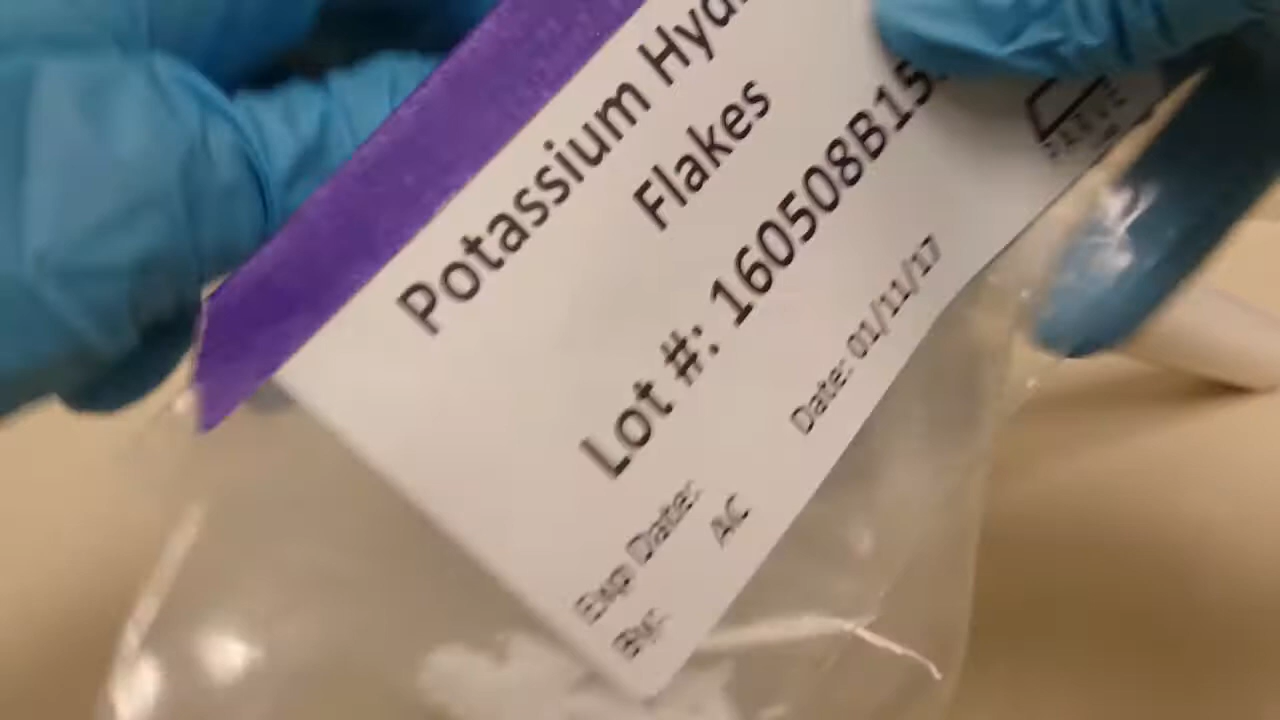 Potassium Hyd
Flakes
Lot #: 160508B15
Exp Date:
Date: 01/11/17
By: AC